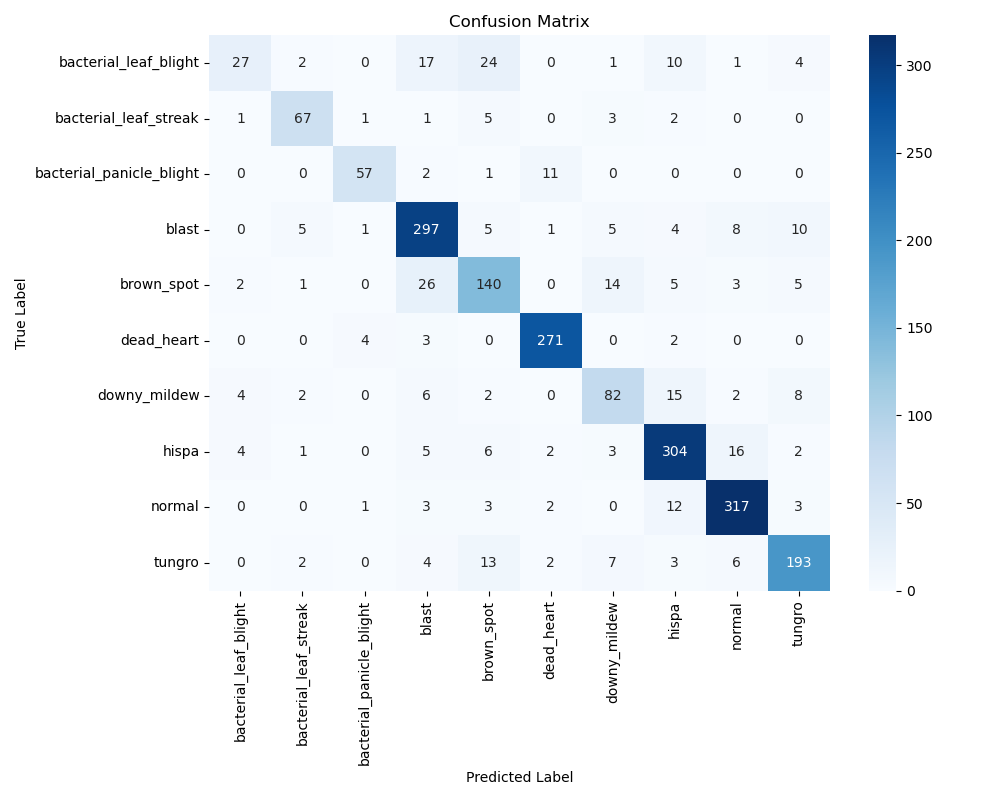 Confusion Matrix
True Label
bacterial_leaf_blight 27 2 0 17 24 0 1 10 1 4
bacterial_leaf_streak 1 67 1 1 5 0 3 2 0 0
bacterial_panicle_blight 0 0 57 2 1 11 0 0 0 0
blast 0 5 1 297 5 1 5 4 8 10
brown_spot 2 1 0 26 140 0 14 5 3 5
dead_heart 0 0 4 3 0 271 0 2 0 0
downy_mildew 4 2 0 6 2 0 82 15 2 8
hispa 4 1 0 5 6 2 3 304 16 2
normal 0 0 1 3 3 2 0 12 317 3
tungro 0 2 0 4 13 2 7 3 6 193
bacterial_leaf_blight
bacterial_leaf_streak
bacterial_panicle_blight
blast
brown_spot
dead_heart
downy_mildew
hispa
normal
tungro
Predicted Label
300
250
200
150
100
50
0